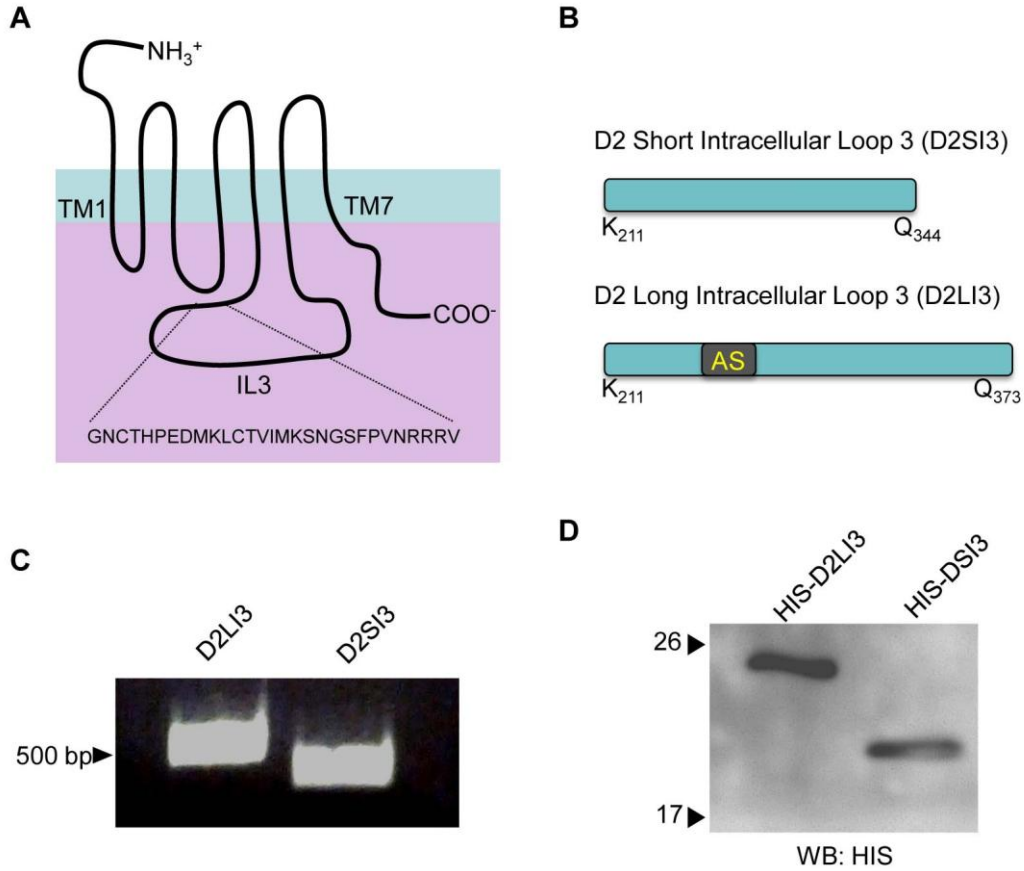 A
NH₃⁺
TM1
TM7
COO⁻
IL3
GNCTHPEDMKLCTVIMKSNGSFPVNRRRV
B
D2 Short Intracellular Loop 3 (D2SI3)
K₂₁₁ Q₃₄₄
D2 Long Intracellular Loop 3 (D2LI3)
AS
K₂₁₁ Q₃₇₃
C
D2LI3 D2SI3
500 bp
D
HIS-D2LI3 HIS-DSI3
26
17
WB: HIS